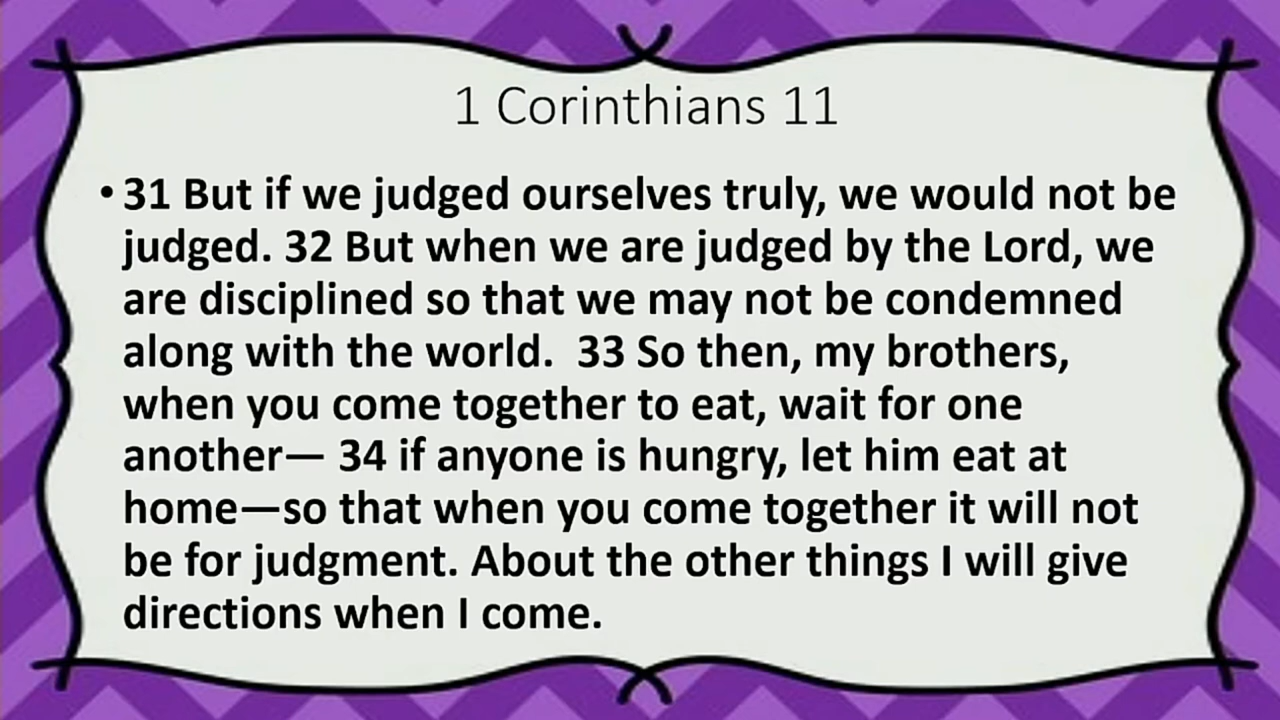 1 Corinthians 11
• 31 But if we judged ourselves truly, we would not be
judged. 32 But when we are judged by the Lord, we
are disciplined so that we may not be condemned
along with the world.  33 So then, my brothers,
when you come together to eat, wait for one
another— 34 if anyone is hungry, let him eat at
home—so that when you come together it will not
be for judgment. About the other things I will give
directions when I come.